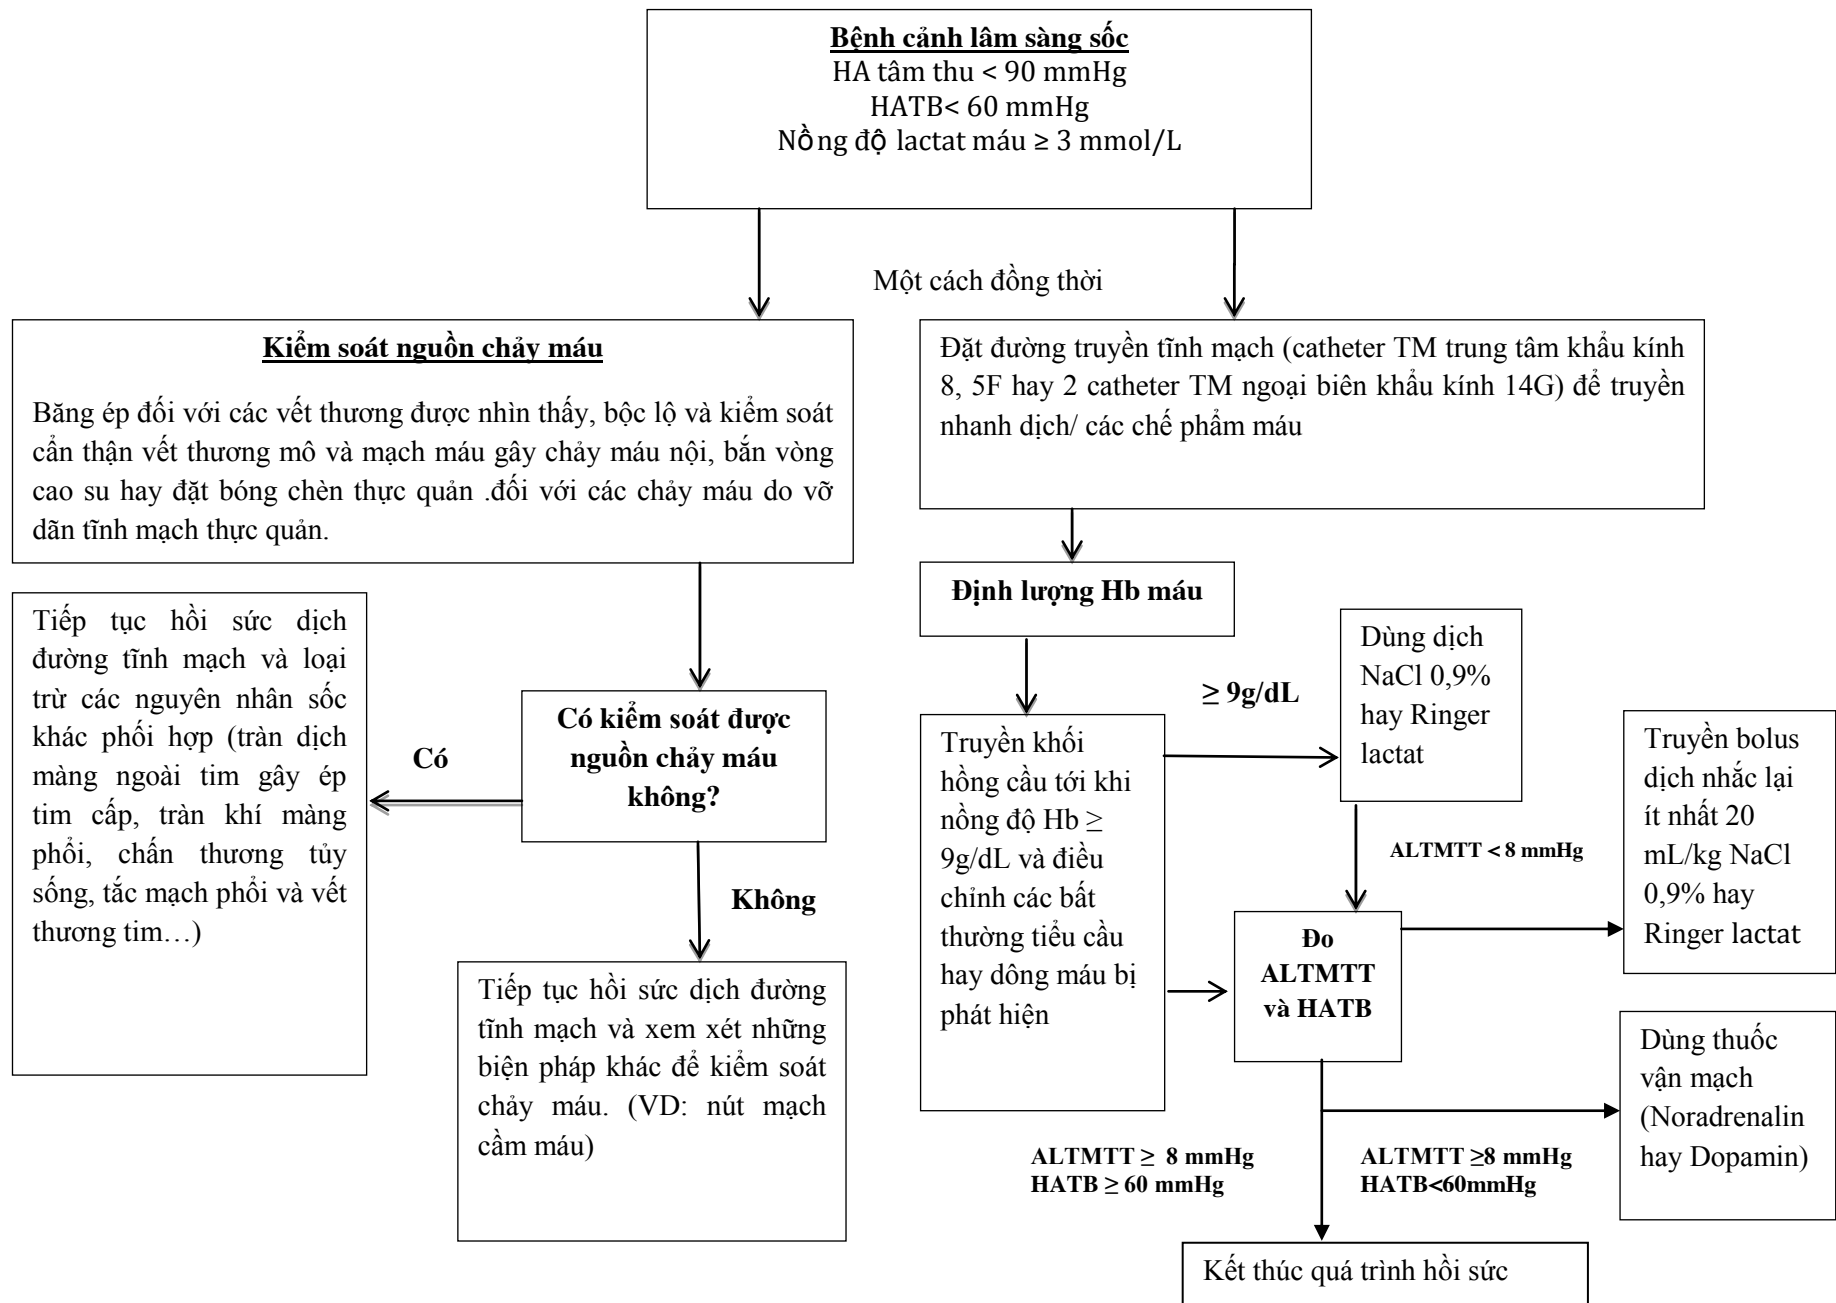 Bệnh cảnh lâm sàng sốc
HA tâm thu < 90 mmHg
HATB< 60 mmHg
Nồng độ lactat máu ≥ 3 mmol/L
Một cách đồng thời
Kiểm soát nguồn chảy máu
Băng ép đối với các vết thương được nhìn thấy, bộc lộ và kiểm soát
cẩn thận vết thương mô và mạch máu gây chảy máu nội, bắn vòng
cao su hay đặt bóng chèn thực quản .đối với các chảy máu do vỡ
dãn tĩnh mạch thực quản.
Đặt đường truyền tĩnh mạch (catheter TM trung tâm khẩu kính
8, 5F hay 2 catheter TM ngoại biên khẩu kính 14G) để truyền
nhanh dịch/ các chế phẩm máu
Định lượng Hb máu
Tiếp tục hồi sức dịch
đường tĩnh mạch và loại
trừ các nguyên nhân sốc
khác phối hợp (tràn dịch
màng ngoài tim gây ép
tim cấp, tràn khí màng
phổi, chấn thương tủy
sống, tắc mạch phổi và vết
thương tim…)
Có
Có kiểm soát được
nguồn chảy máu
không?
Không
Tiếp tục hồi sức dịch đường
tĩnh mạch và xem xét những
biện pháp khác để kiểm soát
chảy máu. (VD: nút mạch
cầm máu)
Truyền khối
hồng cầu tới khi
nồng độ Hb ≥
9g/dL và điều
chỉnh các bất
thường tiểu cầu
hay dông máu bị
phát hiện
≥ 9g/dL
Dùng dịch
NaCl 0,9%
hay Ringer
lactat
ALTMTT < 8 mmHg
Truyền bolus
dịch nhắc lại
ít nhất 20
mL/kg NaCl
0,9% hay
Ringer lactat
Đo
ALTMTT
và HATB
Dùng thuốc
vận mạch
(Noradrenalin
hay Dopamin)
ALTMTT ≥ 8 mmHg
HATB ≥ 60 mmHg
ALTMTT ≥8 mmHg
HATB<60mmHg
Kết thúc quá trình hồi sức